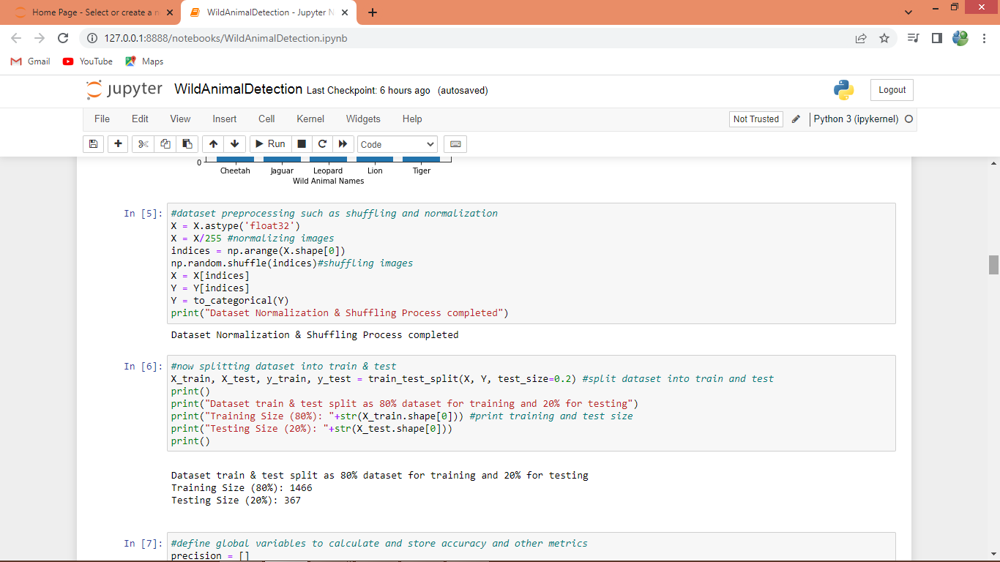 Home Page - Select or create a n
WildAnimalDetection - Jupyter N
127.0.0.1:8888/notebooks/WildAnimalDetection.ipynb
Gmail
YouTube
Maps
jupyter
WildAnimalDetection Last Checkpoint: 6 hours ago (autosaved)
Logout
File Edit View Insert Cell Kernel Widgets Help
Not Trusted
Python 3 (ipykernel)
Run
Code
0
Cheetah Jaguar Leopard Lion Tiger
Wild Animal Names
In [5]:
#dataset preprocessing such as shuffling and normalization
X = X.astype('float32')
X = X/255 #normalizing images
indices = np.arange(X.shape[0])
np.random.shuffle(indices)#shuffling images
X = X[indices]
Y = Y[indices]
Y = to_categorical(Y)
print("Dataset Normalization & Shuffling Process completed")
Dataset Normalization & Shuffling Process completed
In [6]:
#now splitting dataset into train & test
X_train, X_test, y_train, y_test = train_test_split(X, Y, test_size=0.2) #split dataset into train and test
print()
print("Dataset train & test split as 80% dataset for training and 20% for testing")
print("Training Size (80%): "+str(X_train.shape[0])) #print training and test size
print("Testing Size (20%): "+str(X_test.shape[0]))
print()
Dataset train & test split as 80% dataset for training and 20% for testing
Training Size (80%): 1466
Testing Size (20%): 367
In [7]:
#define global variables to calculate and store accuracy and other metrics
precision = []